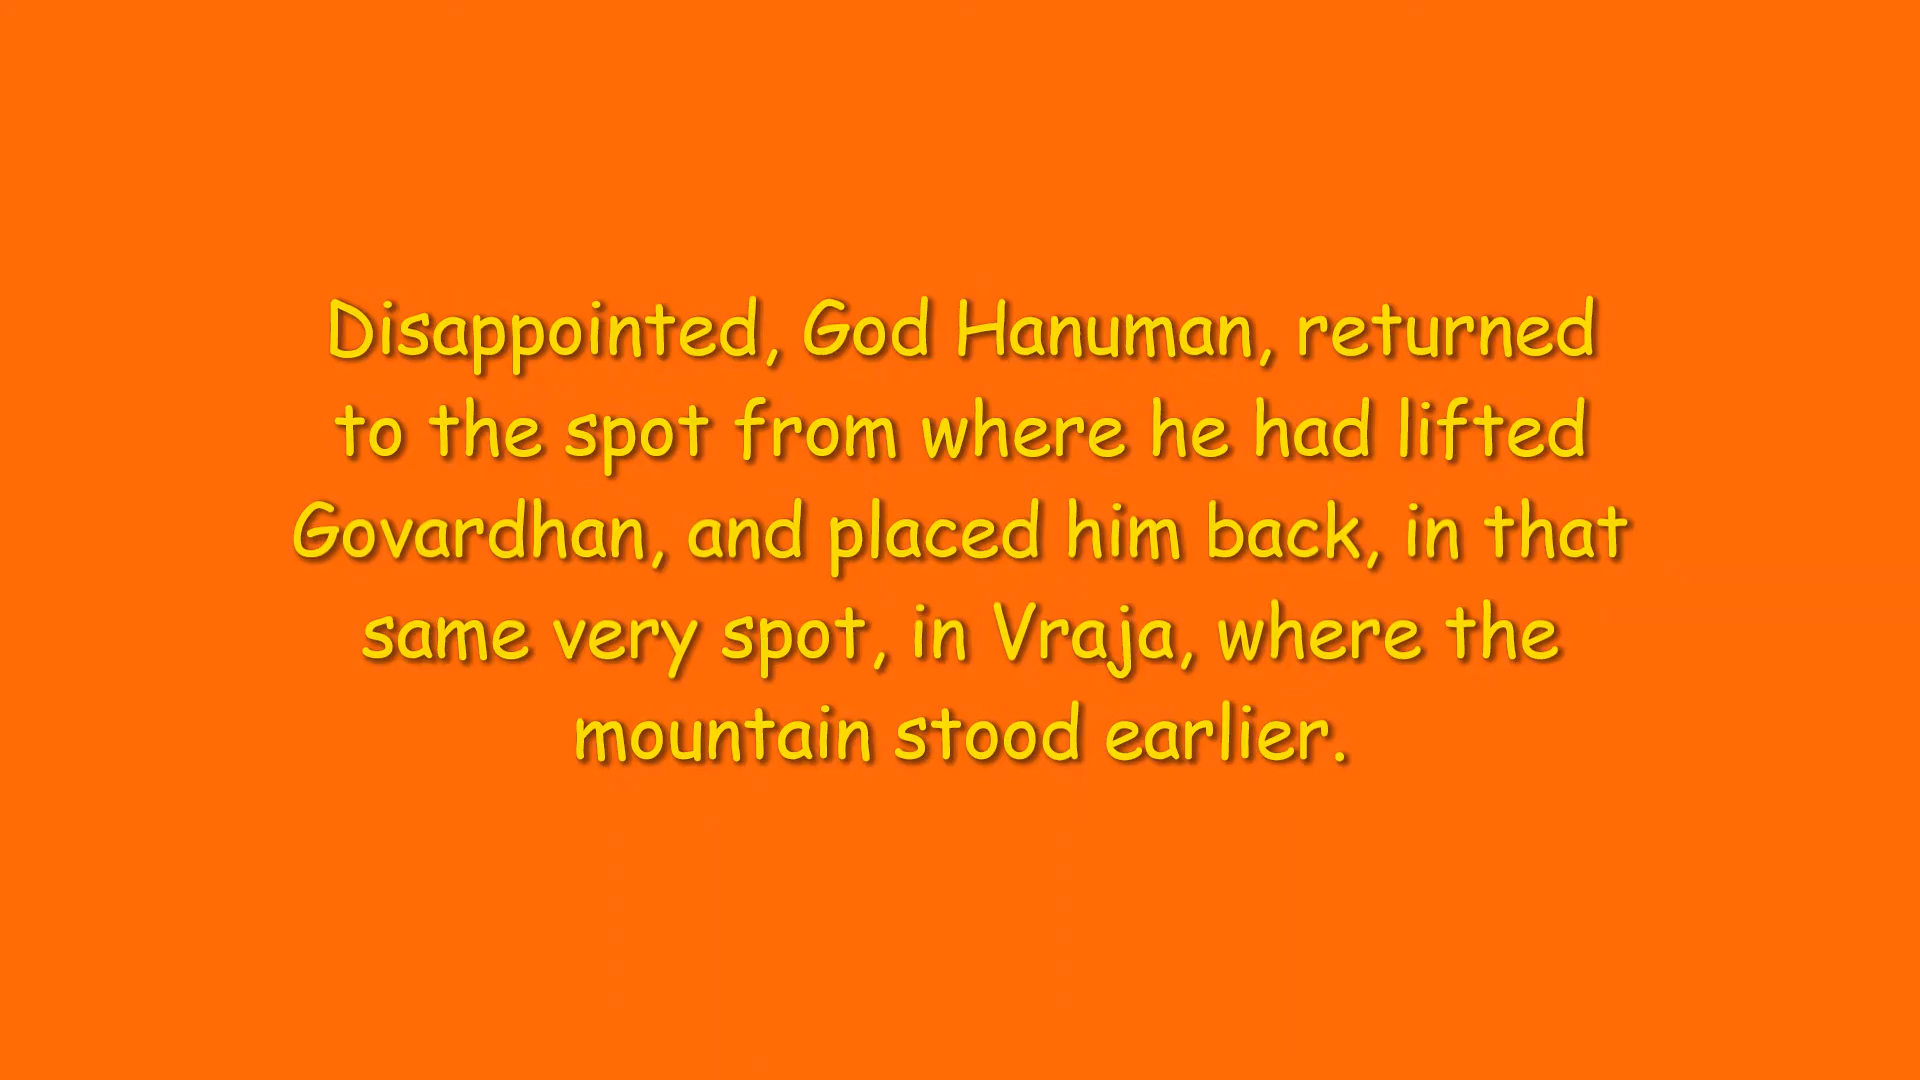 Disappointed, God Hanuman, returned
to the spot from where he had lifted
Govardhan, and placed him back, in that
same very spot, in Vraja, where the
mountain stood earlier.